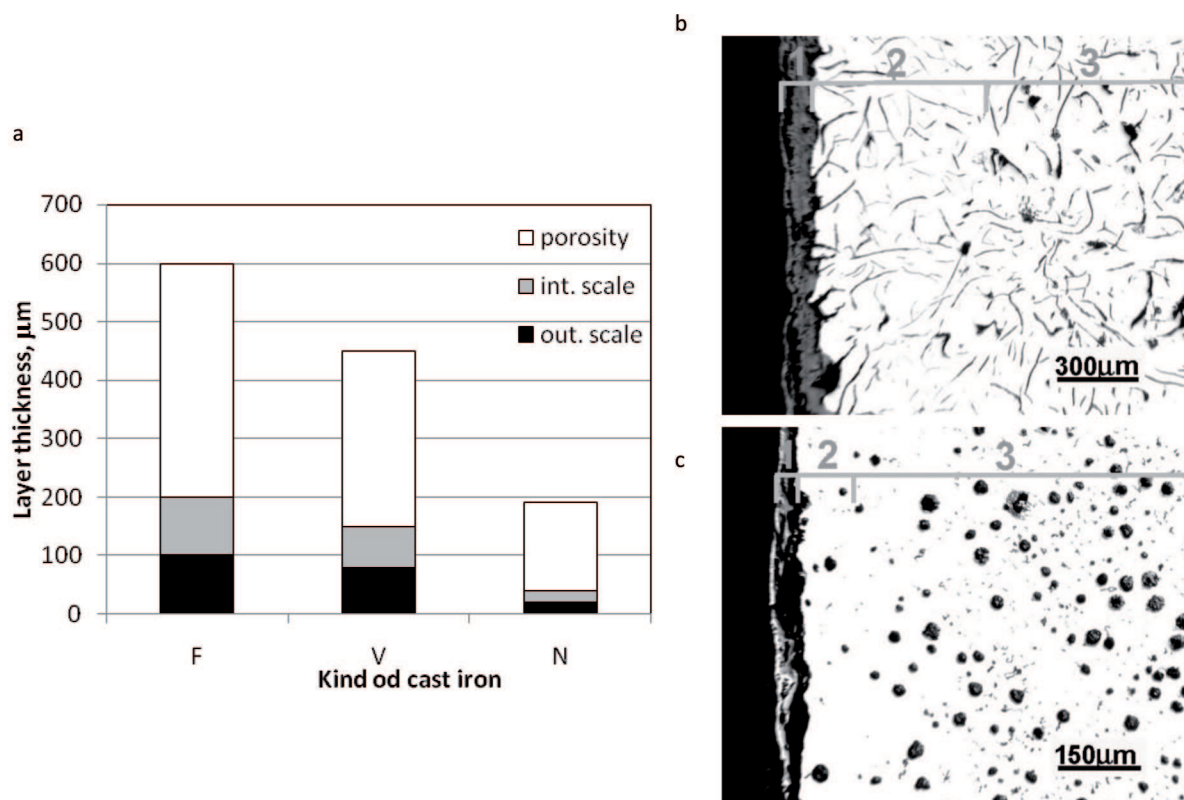 a
Layer thickness, µm
700
600
500
400
300
200
100
0
porosity
int. scale
out. scale
F V N
Kind od cast iron
b
1 2 3
300µm
c
1 2 3
150µm